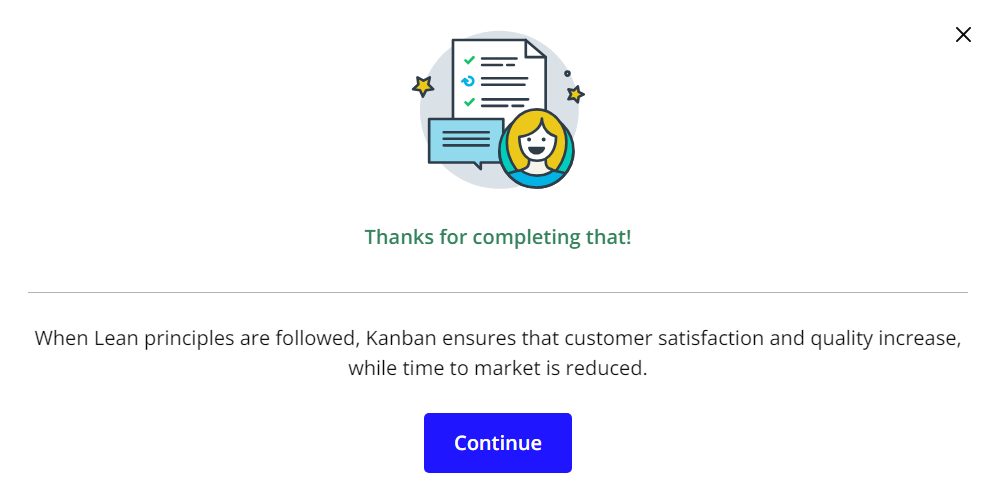 Thanks for completing that!
When Lean principles are followed, Kanban ensures that customer satisfaction and quality increase,
while time to market is reduced.
Continue